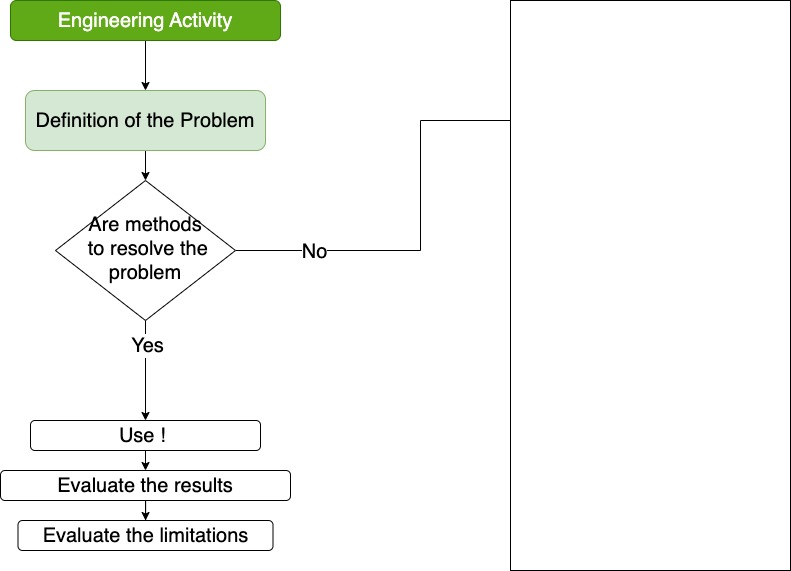 Engineering Activity
Definition of the Problem
Are methods
to resolve the
problem
No
Yes
Use !
Evaluate the results
Evaluate the limitations